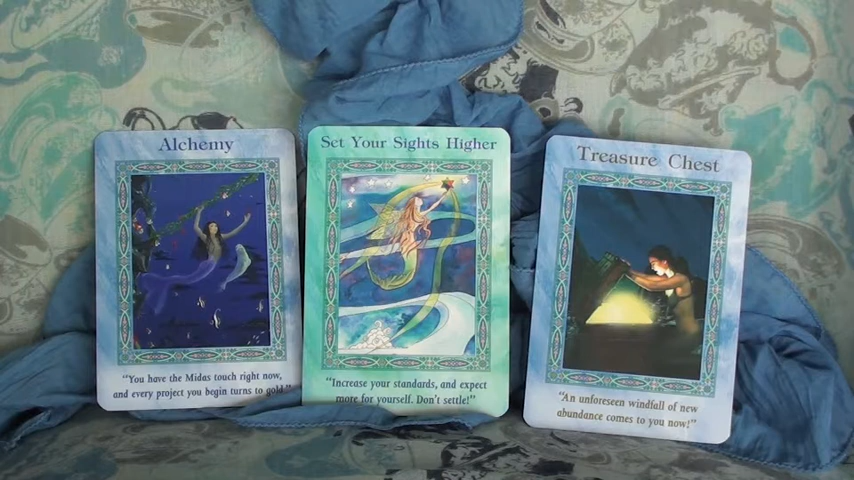 Alchemy
"You have the Midas touch right now,
and every project you begin turns to gold."
Set Your Sights Higher
"Increase your standards, and expect
more for yourself. Don't settle!"
Treasure Chest
"An unforeseen windfall of new
abundance comes to you now!"